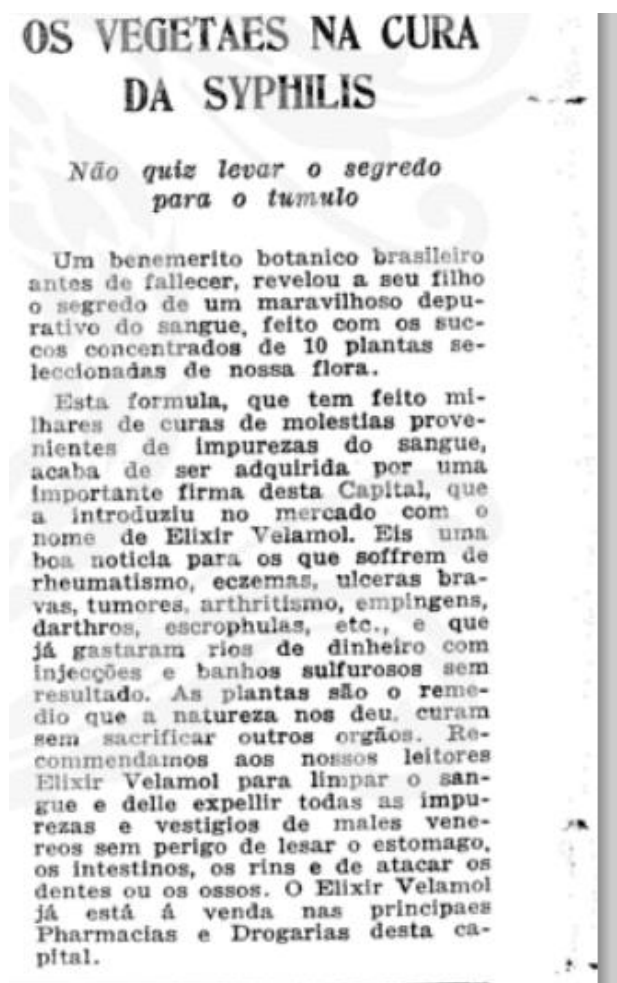 OS VEGETAES NA CURA
DA SYPHILIS
Não quiz levar o segredo
para o tumulo
Um benemerito botanico brasileiro
antes de fallecer, revelou a seu filho
o segredo de um maravilhoso depu-
rativo do sangue, feito com os suc-
cos concentrados de 10 plantas se-
leccionadas de nossa flora.
Esta formula, que tem feito mi-
lhares de curas de molestias prove-
nientes de impurezas do sangue,
acaba de ser adquirida por uma
importante firma desta Capital, que
a introduziu no mercado com o
nome de Elixir Velamol. Eis uma
boa noticia para os que soffrem de
rheumatismo, eczemas, ulceras bra-
vas, tumores, arthritismo, empingens,
darthros, escrophulas, etc., e que
já gastaram rios de dinheiro com
injecções e banhos sulfurosos sem
resultado. As plantas são o reme-
dio que a natureza nos deu, curam
sem sacrificar outros orgãos. Re-
commendamos aos nossos leitores
Elixir Velamol para limpar o san-
gue e delle expellir todas as impu-
rezas e vestigios de males vene-
reos sem perigo de lesar o estomago,
os intestinos, os rins e de atacar os
dentes ou os ossos. O Elixir Velamol
já está á venda nas principaes
Pharmacias e Drogarias desta ca-
pital.